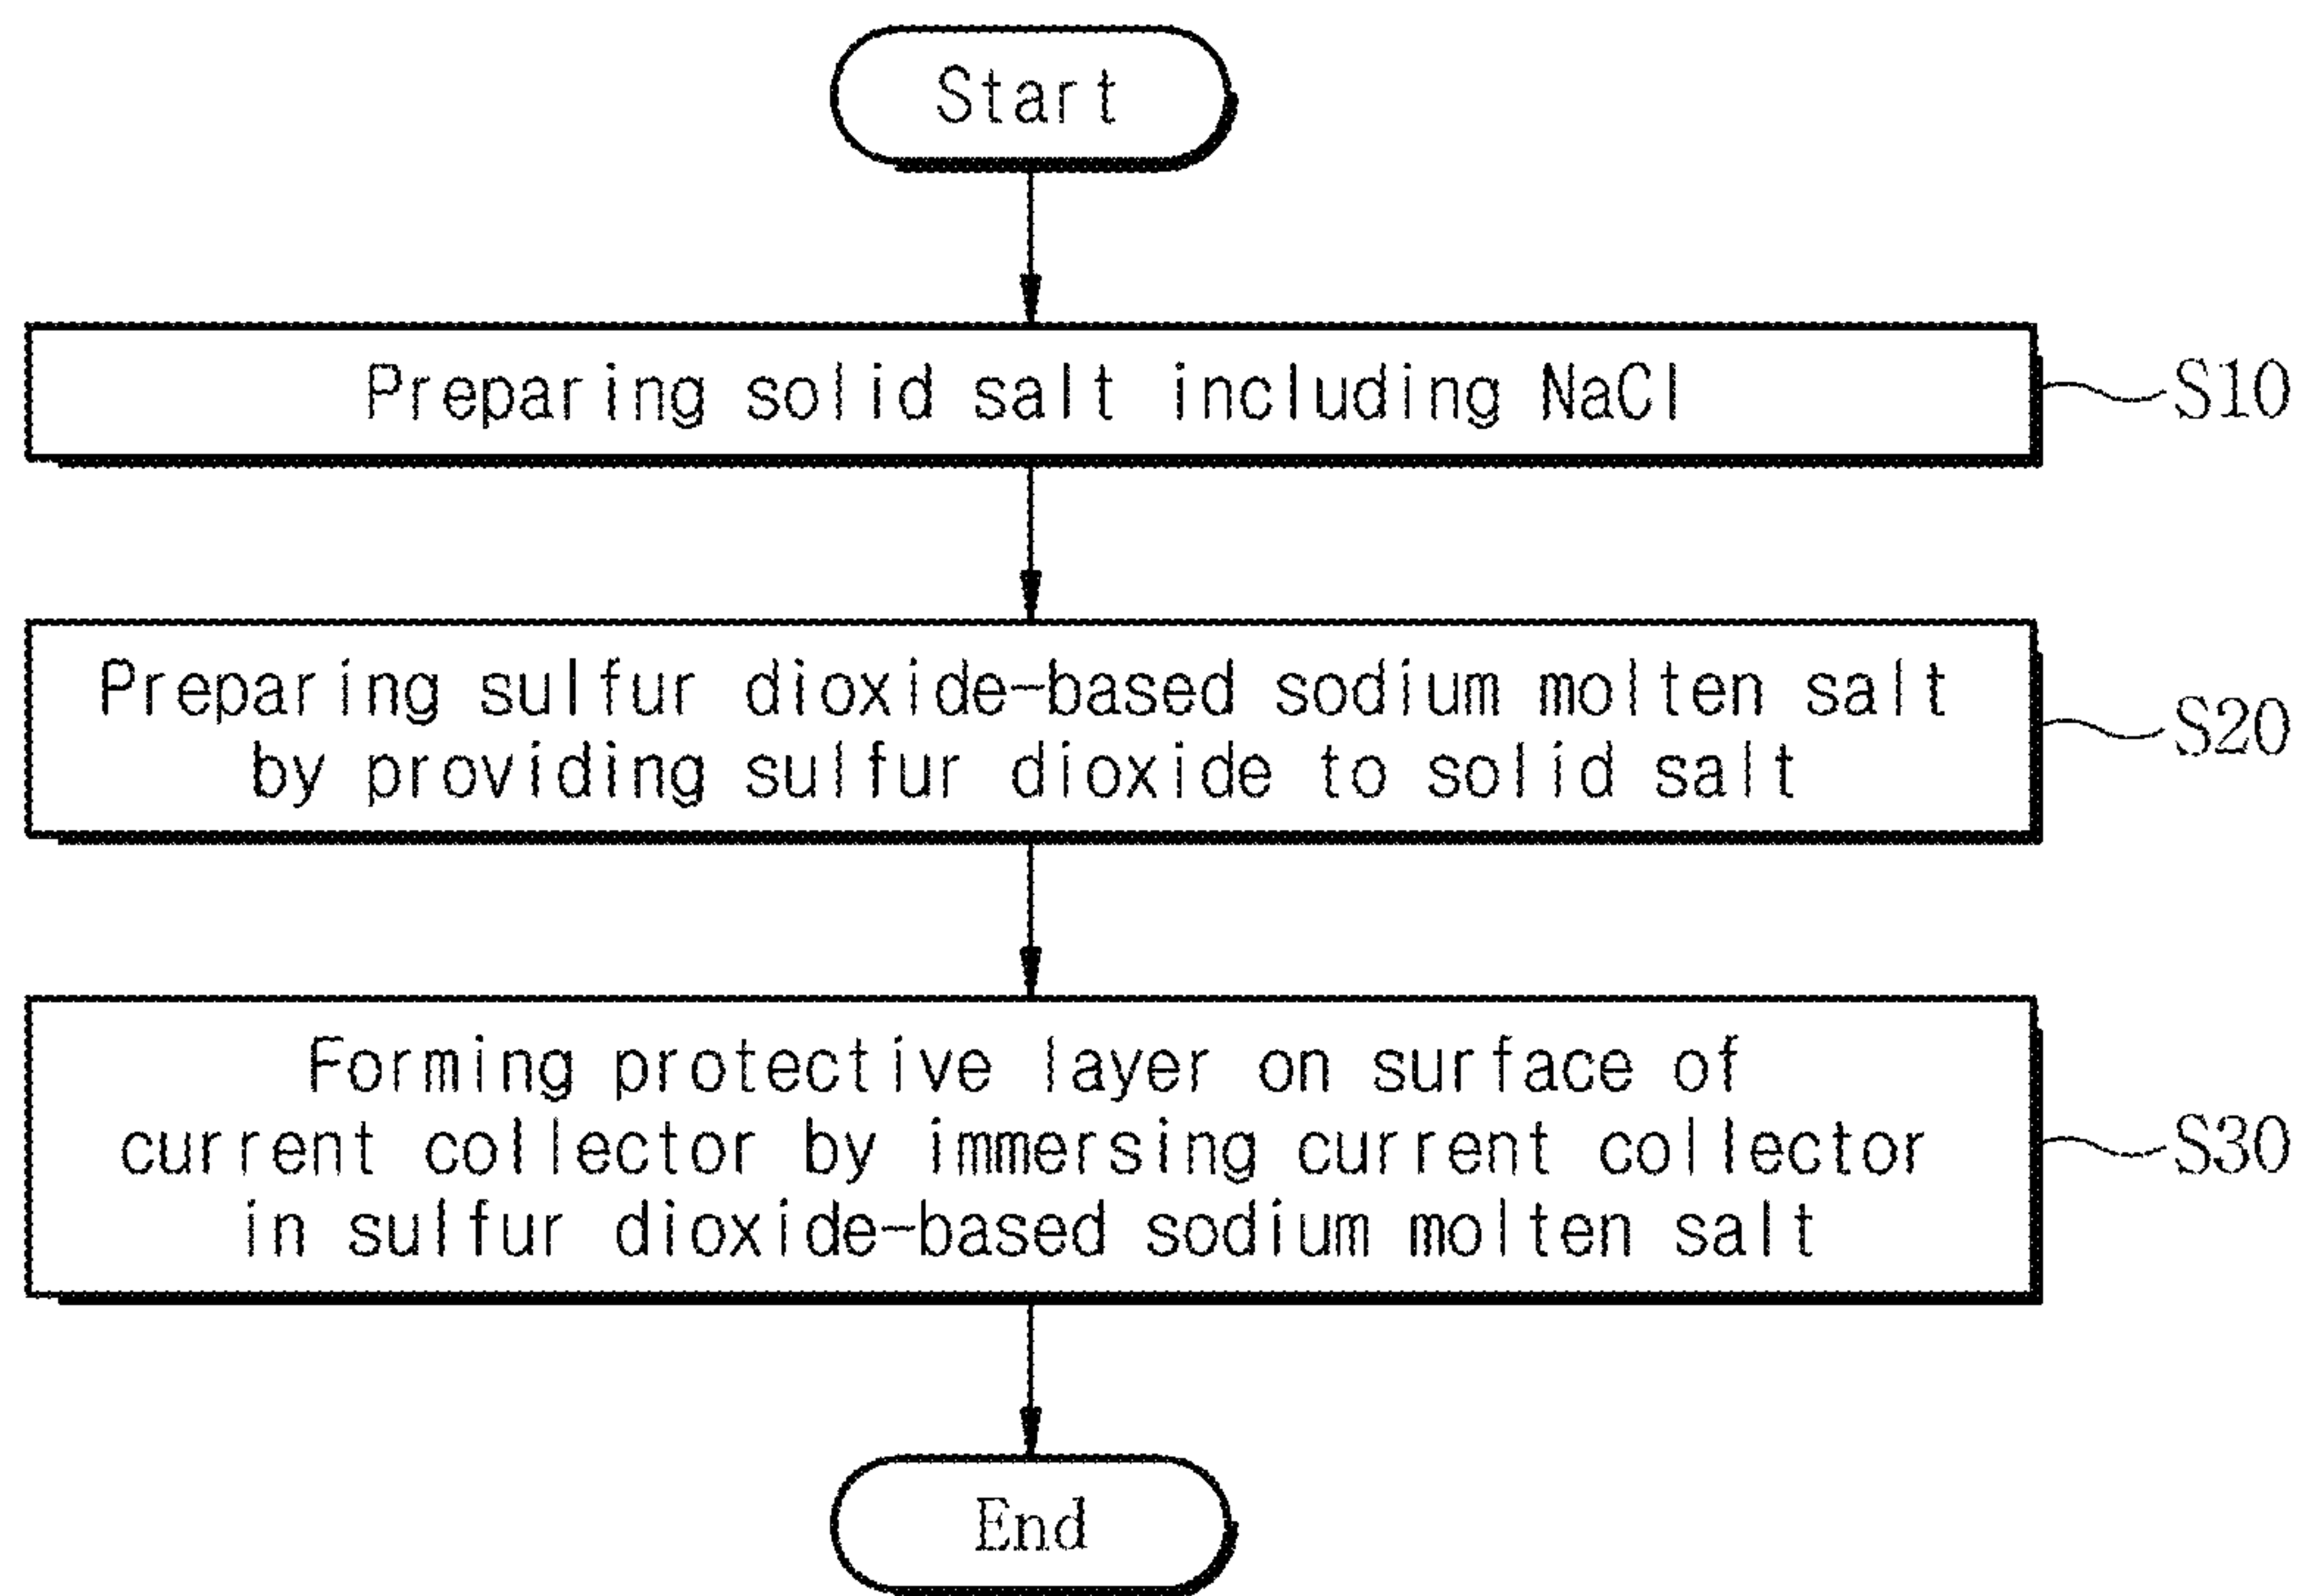 Start
Preparing solid salt including NaCl
S10
Preparing sulfur dioxide-based sodium molten salt
by providing sulfur dioxide to solid salt
S20
Forming protective layer on surface of
current collector by immersing current collector
in sulfur dioxide-based sodium molten salt
S30
End